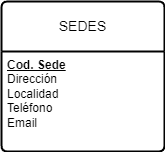 SEDES
Cod. Sede
Dirección
Localidad
Teléfono
Email